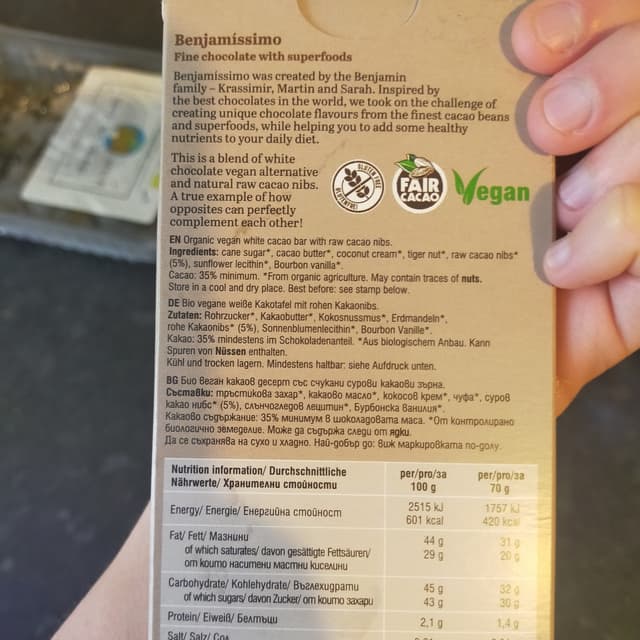 Benjamíssimo
Fine chocolate with superfoods
Benjamíssimo was created by the Benjamin
family – Krassimir, Martin and Sarah. Inspired by
the best chocolates in the world, we took on the challenge of
creating unique chocolate flavours from the finest cacao beans
and superfoods, while helping you to add some healthy
nutrients to your daily diet.
This is a blend of white
chocolate vegan alternative
and natural raw cacao nibs.
A true example of how
opposites can perfectly
complement each other!
GLUTEN FREE
FAIR
CACAO
Vegan
EN Organic vegan white cacao bar with raw cacao nibs.
Ingredients: cane sugar*, cacao butter*, coconut cream*, tiger nut*, raw cacao nibs*
(5%), sunflower lecithin*, Bourbon vanilla*.
Cacao: 35% minimum. *From organic agriculture. May contain traces of nuts.
Store in a cool and dry place. Best before: see stamp below.
DE Bio vegane weiße Kakotafel mit rohen Kakaonibs.
Zutaten: Rohrzucker*, Kakaobutter*, Kokosnussmus*, Erdmandeln*,
rohe Kakaonibs* (5%), Sonnenblumenlecithin*, Bourbon Vanille*.
Kakao: 35% mindestens im Schokoladenanteil. *Aus biologischem Anbau. Kann
Spuren von Nüssen enthalten.
Kühl und trocken lagern. Mindestens haltbar: siehe Aufdruck unten.
BG Био веган какаов десерт със счукани сурови какаови зърна.
Съставки: тръстикова захар*, какаово масло*, кокосов крем*, чуфа*, суров
какао нибс* (5%), слънчогледов лецитин*, Бурбонска ванилия*.
Какаово съдържание: 35% минимум в шоколадовата маса. *От контролирано
биологично земеделие. Може да съдържа следи от ядки.
Да се съхранява на сухо и хладно. Най-добър до: виж маркировката по-долу.
Nutrition information/ Durchschnittliche
Nährwerte/ Хранителни стойности
per/pro/за
100 g
per/pro/за
70 g
Energy/ Energie/ Енергийна стойност
2515 kJ
601 kcal
1757 kJ
420 kcal
Fat/ Fett/ Мазнини
44 g
31 g
of which saturates/ davon gesättigte Fettsäuren/
от които наситени мастни киселини
29 g
20 g
Carbohydrate/ Kohlehydrate/ Въглехидрати
45 g
32 g
of which sugars/ davon Zucker/ от които захари
43 g
30 g
Protein/ Eiweiß/ Белтъци
2,1 g
1,4 g
Salt/ Salz/ Сол